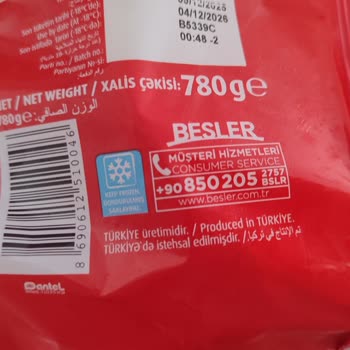 Son tüketim tarihi (-18°C'de):
Use by date (At -18°C):
Son istifadə tarixi (-18°C-də):
Parti no / Batch no:
Partiyanın №-si:
04/12/2026
B5339C
00:48 -2
NET / NET WEIGHT / XALİS ÇƏKİSİ: 780g℮
780g℮ :الوزن الصافي
BESLER
MÜŞTERİ HİZMETLERİ
CONSUMER SERVICE
+90 850 205 2757 BSLR
www.besler.com.tr
KEEP FROZEN.
DONDURULMUŞ
SAKLAYIN.
8 690612 510046
TÜRKİYE üretimidir. / Produced in TÜRKİYE.
TÜRKİYə'də istehsal edilmişdir. / تم الإنتاج في تركيا
antel